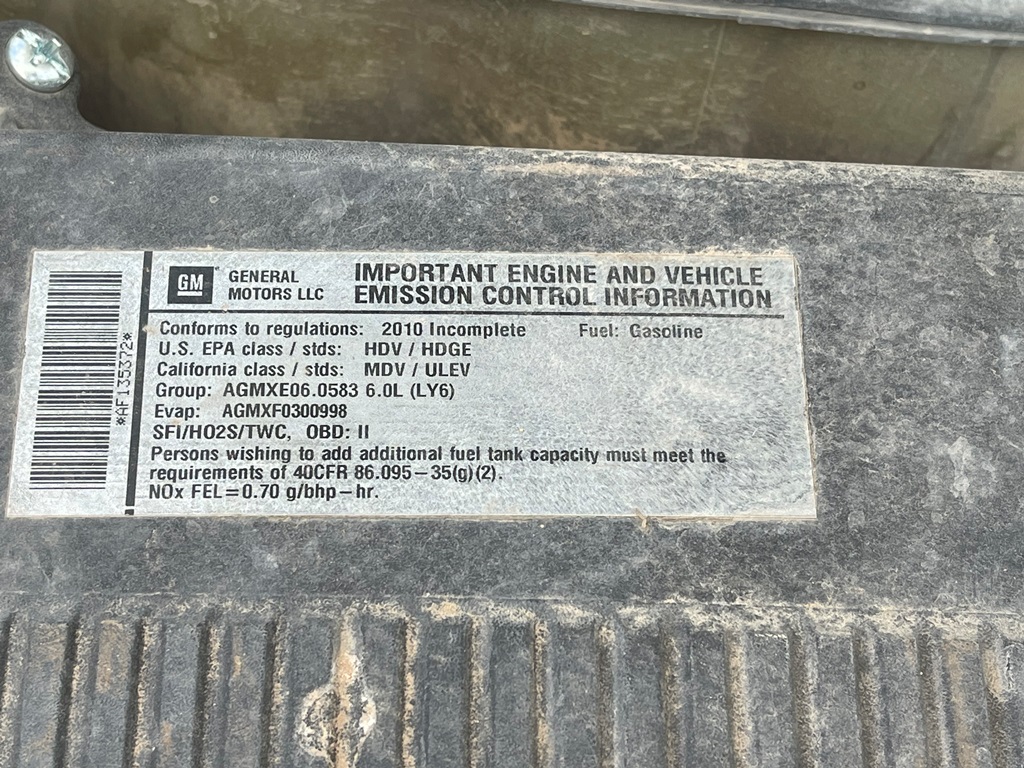 *AF135372*
GM GENERAL MOTORS LLC
IMPORTANT ENGINE AND VEHICLE
EMISSION CONTROL INFORMATION
Conforms to regulations: 2010 Incomplete Fuel: Gasoline
U.S. EPA class / stds: HDV / HDGE
California class / stds: MDV / ULEV
Group: AGMXE06.0583 6.0L (LY6)
Evap: AGMXF0300998
SFI/HO2S/TWC, OBD: II
Persons wishing to add additional fuel tank capacity must meet the
requirements of 40CFR 86.095-35(g)(2).
NOx FEL=0.70 g/bhp-hr.